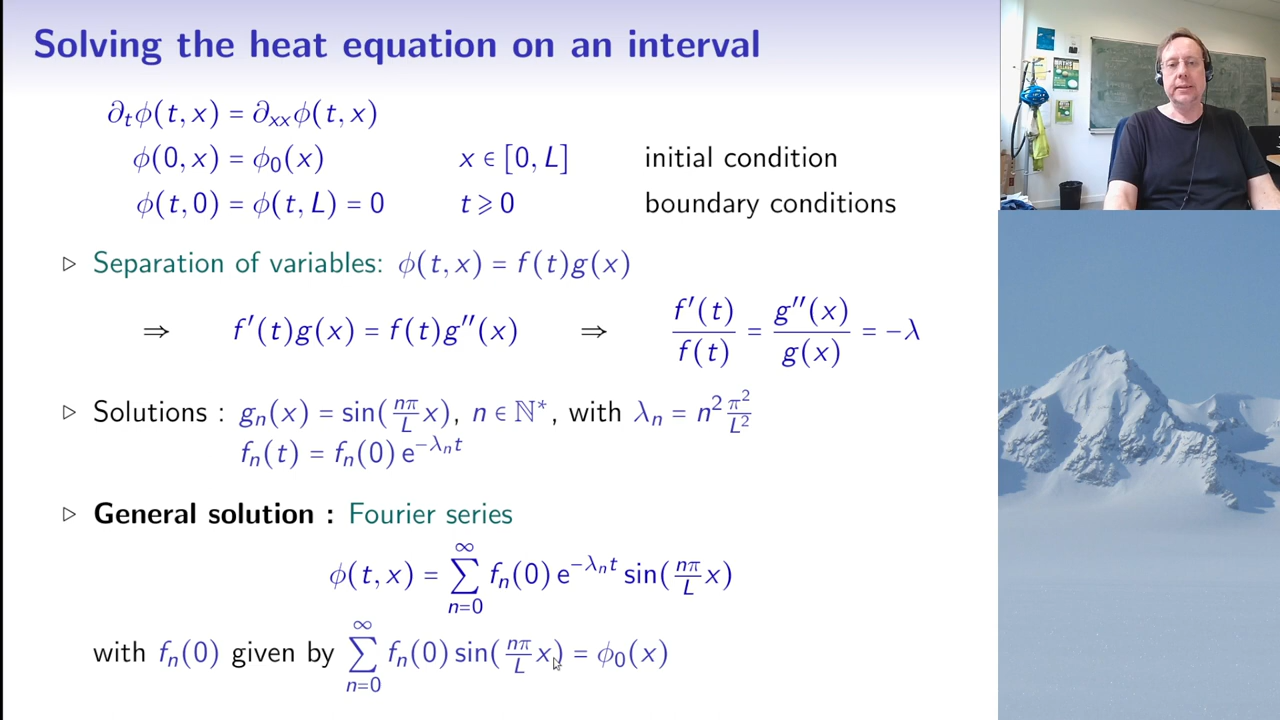 Solving the heat equation on an interval
∂ₜϕ(t, x) = ∂ₓₓϕ(t, x)
ϕ(0, x) = ϕ₀(x) x ∈ [0, L] initial condition
ϕ(t, 0) = ϕ(t, L) = 0 t ⩾ 0 boundary conditions
▷ Separation of variables: ϕ(t, x) = f(t)g(x)
⇒ f′(t)g(x) = f(t)g″(x) ⇒ f′(t)/f(t) = g″(x)/g(x) = −λ
▷ Solutions : gₙ(x) = sin(nπ/L x), n ∈ ℕ*, with λₙ = n² π²/L²
fₙ(t) = fₙ(0) e^{−λₙt}
▷ General solution : Fourier series
ϕ(t, x) = ∑_{n=0}^{∞} fₙ(0) e^{−λₙt} sin(nπ/L x)
with fₙ(0) given by ∑_{n=0}^{∞} fₙ(0) sin(nπ/L x) = ϕ₀(x)